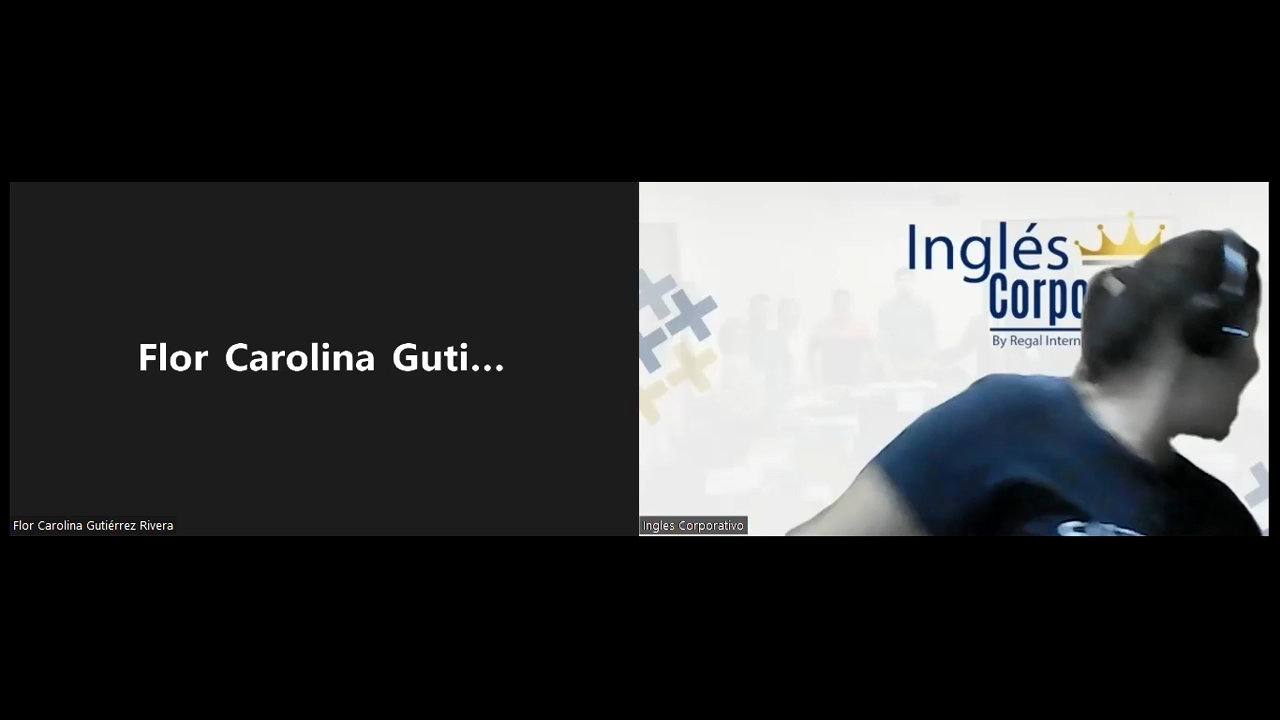 Flor Carolina Guti...
Flor Carolina Gutiérrez Rivera
Inglés
Corpo
By Regal Intern
Ingles Corporativo